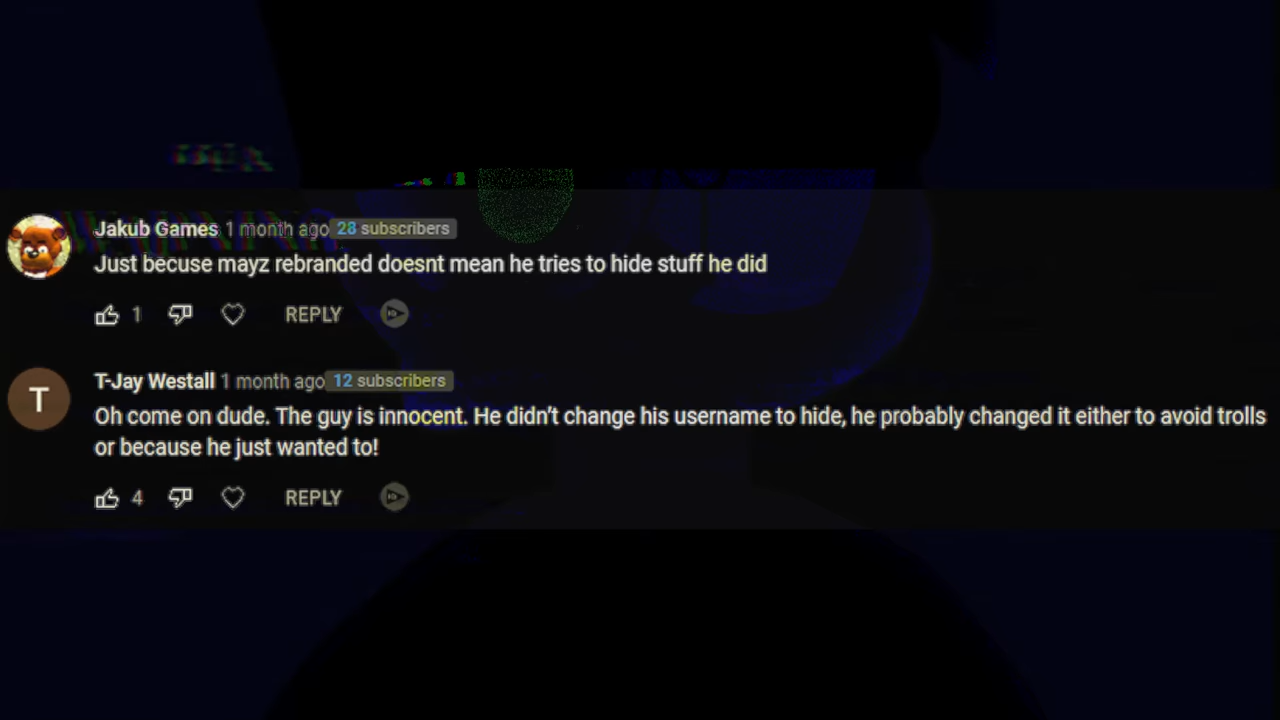 Jakub Games 1 month ago 28 subscribers
Just becuse mayz rebranded doesnt mean he tries to hide stuff he did
1 REPLY
T
T-Jay Westall 1 month ago 12 subscribers
Oh come on dude. The guy is innocent. He didn't change his username to hide, he probably changed it either to avoid trolls
or because he just wanted to!
4 REPLY